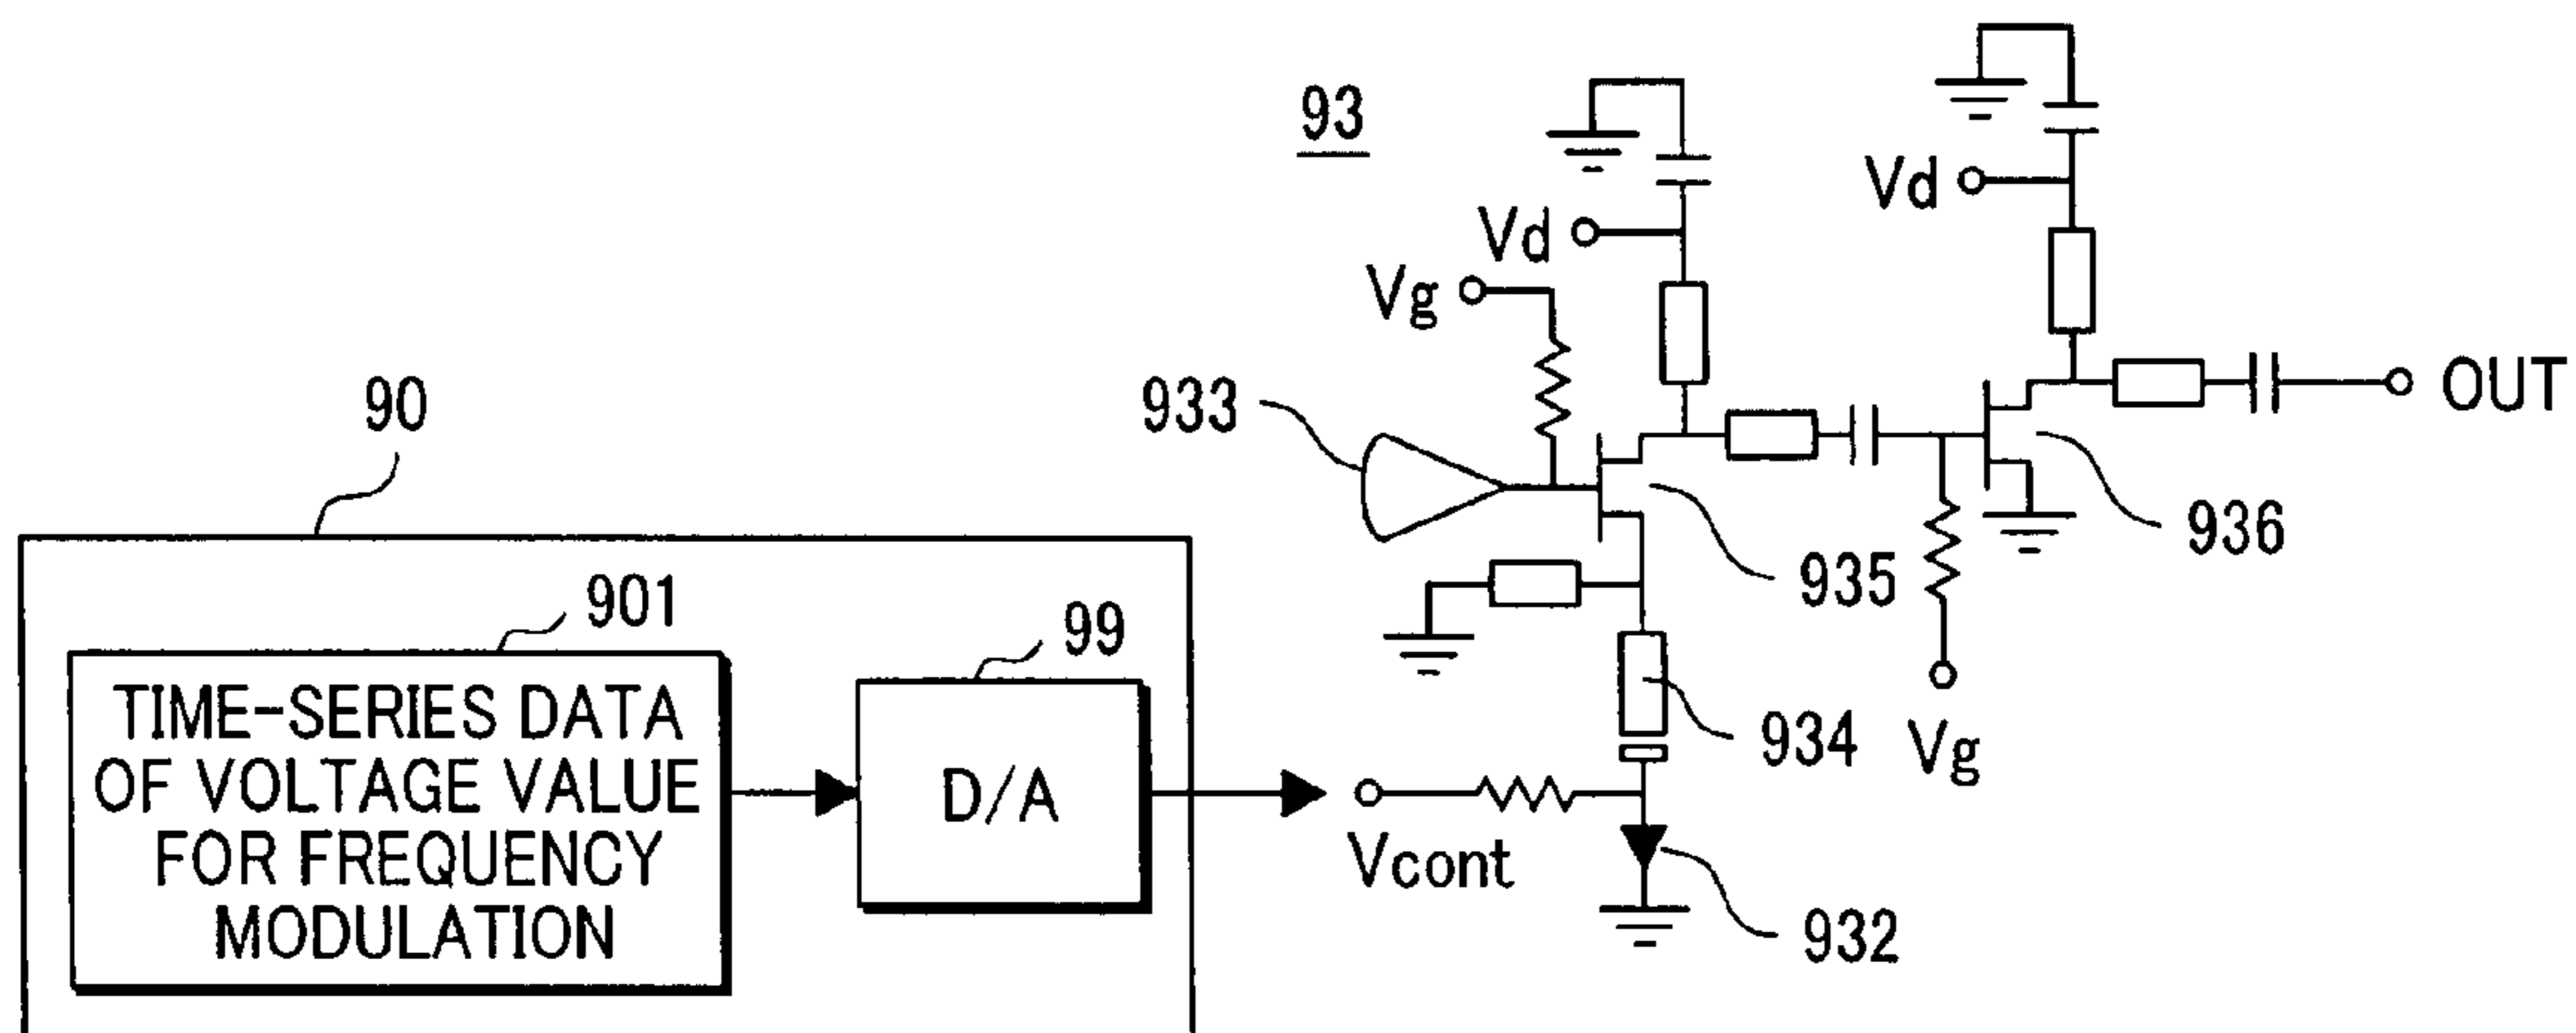 93
Vd
Vd
Vg
933
90
OUT
936
935
901
99
TIME-SERIES DATA
OF VOLTAGE VALUE
FOR FREQUENCY
MODULATION
D/A
934
Vg
Vcont
932